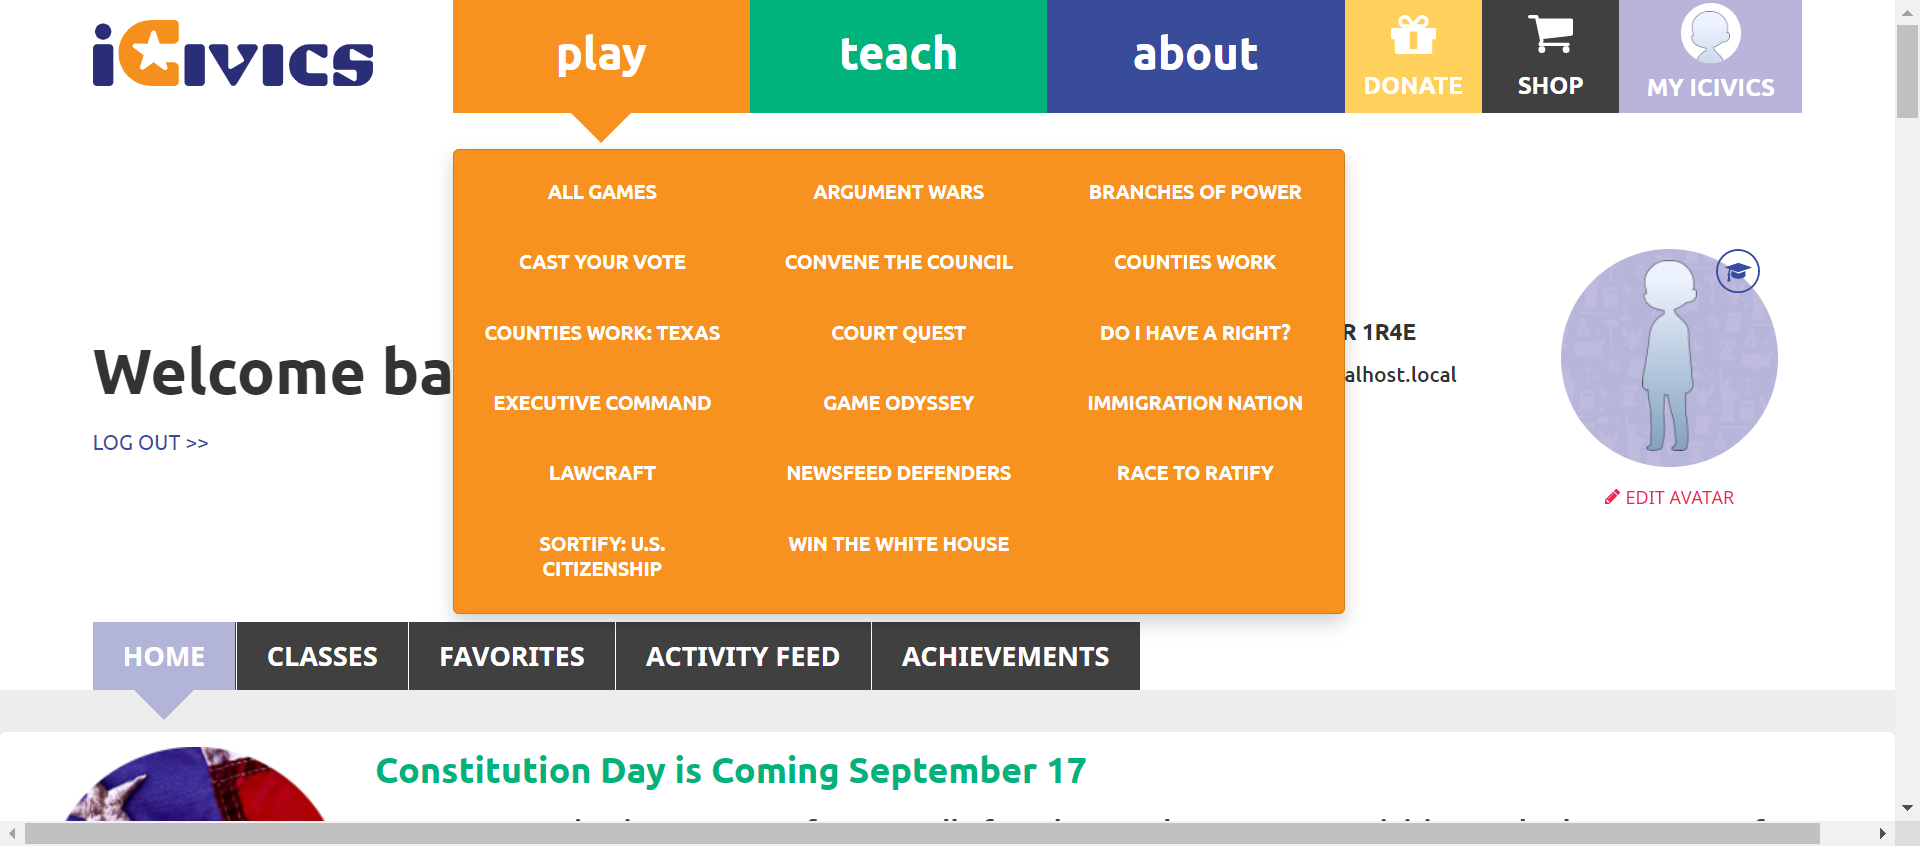 iCIVICS
play
teach
about
DONATE
SHOP
MY ICIVICS
ALL GAMES
ARGUMENT WARS
BRANCHES OF POWER
CAST YOUR VOTE
CONVENE THE COUNCIL
COUNTIES WORK
COUNTIES WORK: TEXAS
COURT QUEST
DO I HAVE A RIGHT?
EXECUTIVE COMMAND
GAME ODYSSEY
IMMIGRATION NATION
LAWCRAFT
NEWSFEED DEFENDERS
RACE TO RATIFY
SORTIFY: U.S.
CITIZENSHIP
WIN THE WHITE HOUSE
Welcome ba
R 1R4E
alhost.local
LOG OUT >>
EDIT AVATAR
HOME
CLASSES
FAVORITES
ACTIVITY FEED
ACHIEVEMENTS
Constitution Day is Coming September 17